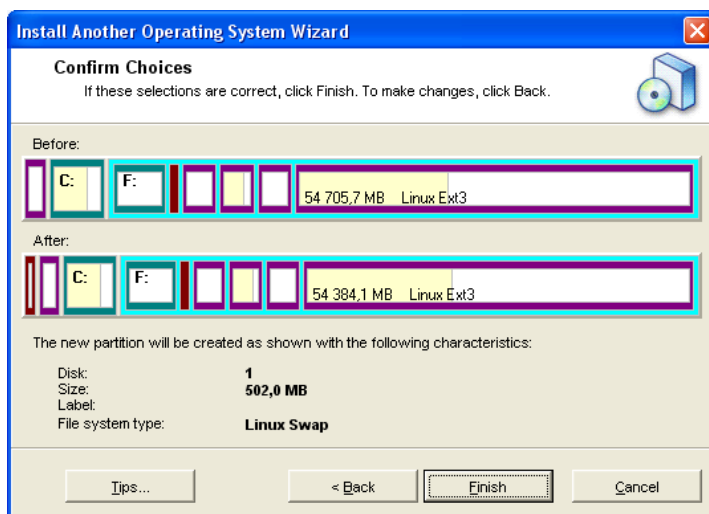 Install Another Operating System Wizard
Confirm Choices
If these selections are correct, click Finish. To make changes, click Back.
Before:
C:
F:
54 705,7 MB Linux Ext3
After:
C:
F:
54 384,1 MB Linux Ext3
The new partition will be created as shown with the following characteristics:
Disk: 1
Size: 502,0 MB
Label:
File system type: Linux Swap
Tips... < Back Finish Cancel